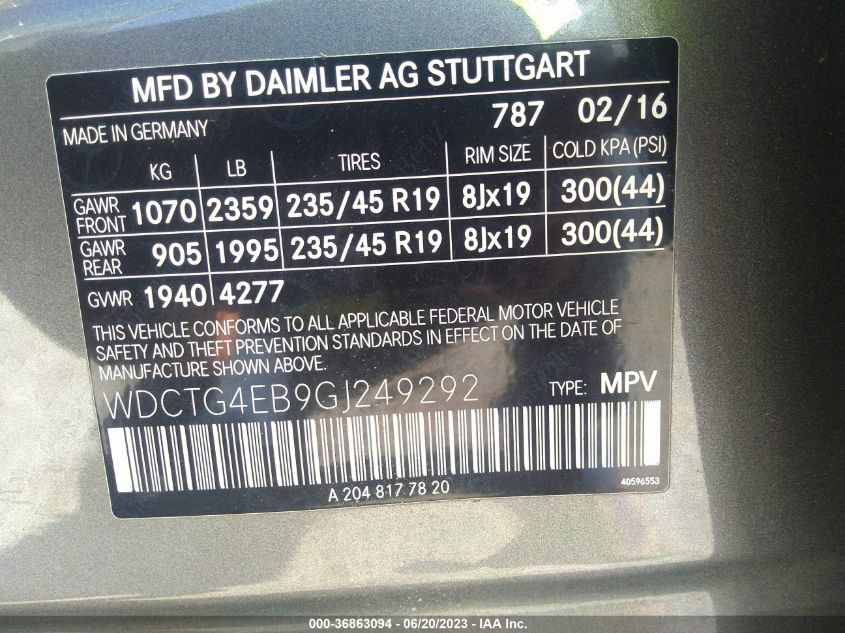 MFD BY DAIMLER AG STUTTGART
MADE IN GERMANY 787 02/16
KG LB TIRES RIM SIZE COLD KPA (PSI)
GAWR FRONT 1070 2359 235/45 R19 8Jx19 300(44)
GAWR REAR 905 1995 235/45 R19 8Jx19 300(44)
GVWR 1940 4277
THIS VEHICLE CONFORMS TO ALL APPLICABLE FEDERAL MOTOR VEHICLE
SAFETY AND THEFT PREVENTION STANDARDS IN EFFECT ON THE DATE OF
MANUFACTURE SHOWN ABOVE.
WDCTG4EB9GJ249292 TYPE: MPV
A 204 817 78 20 40596553
000-36863094 - 06/20/2023 - IAA Inc.